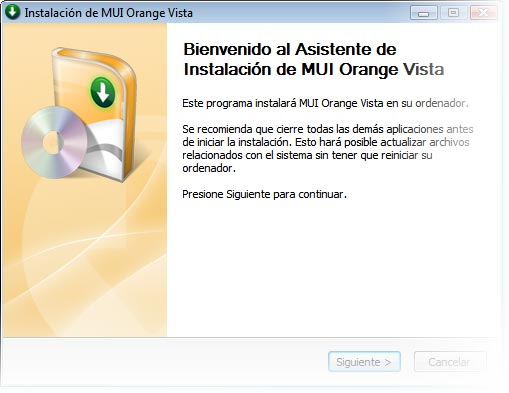 Instalación de MUI Orange Vista
Bienvenido al Asistente de
Instalación de MUI Orange Vista
Este programa instalará MUI Orange Vista en su ordenador.
Se recomienda que cierre todas las demás aplicaciones antes
de iniciar la instalación. Esto hará posible actualizar archivos
relacionados con el sistema sin tener que reiniciar su
ordenador.
Presione Siguiente para continuar.
Siguiente >
Cancelar